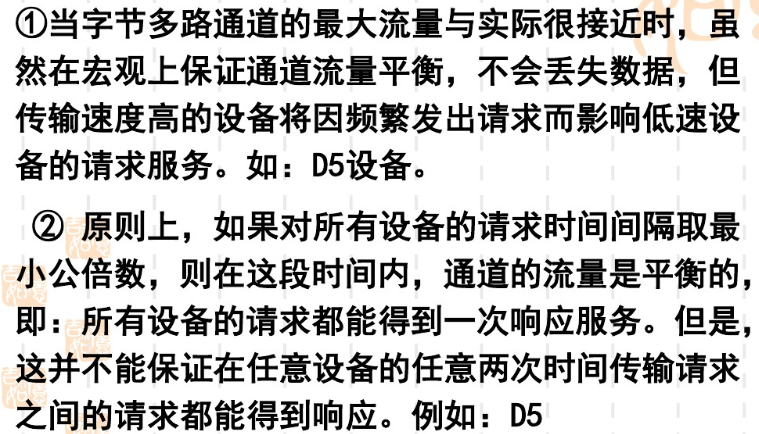 ①当字节多路通道的最大流量与实际很接近时，虽
然在宏观上保证通道流量平衡，不会丢失数据，但
传输速度高的设备将因频繁发出请求而影响低速设
备的请求服务。如：D5设备。
② 原则上，如果对所有设备的请求时间间隔取最
小公倍数，则在这段时间内，通道的流量是平衡的，
即：所有设备的请求都能得到一次响应服务。但是，
这并不能保证在任意设备的任意两次时间传输请求
之间的请求都能得到响应。例如：D5